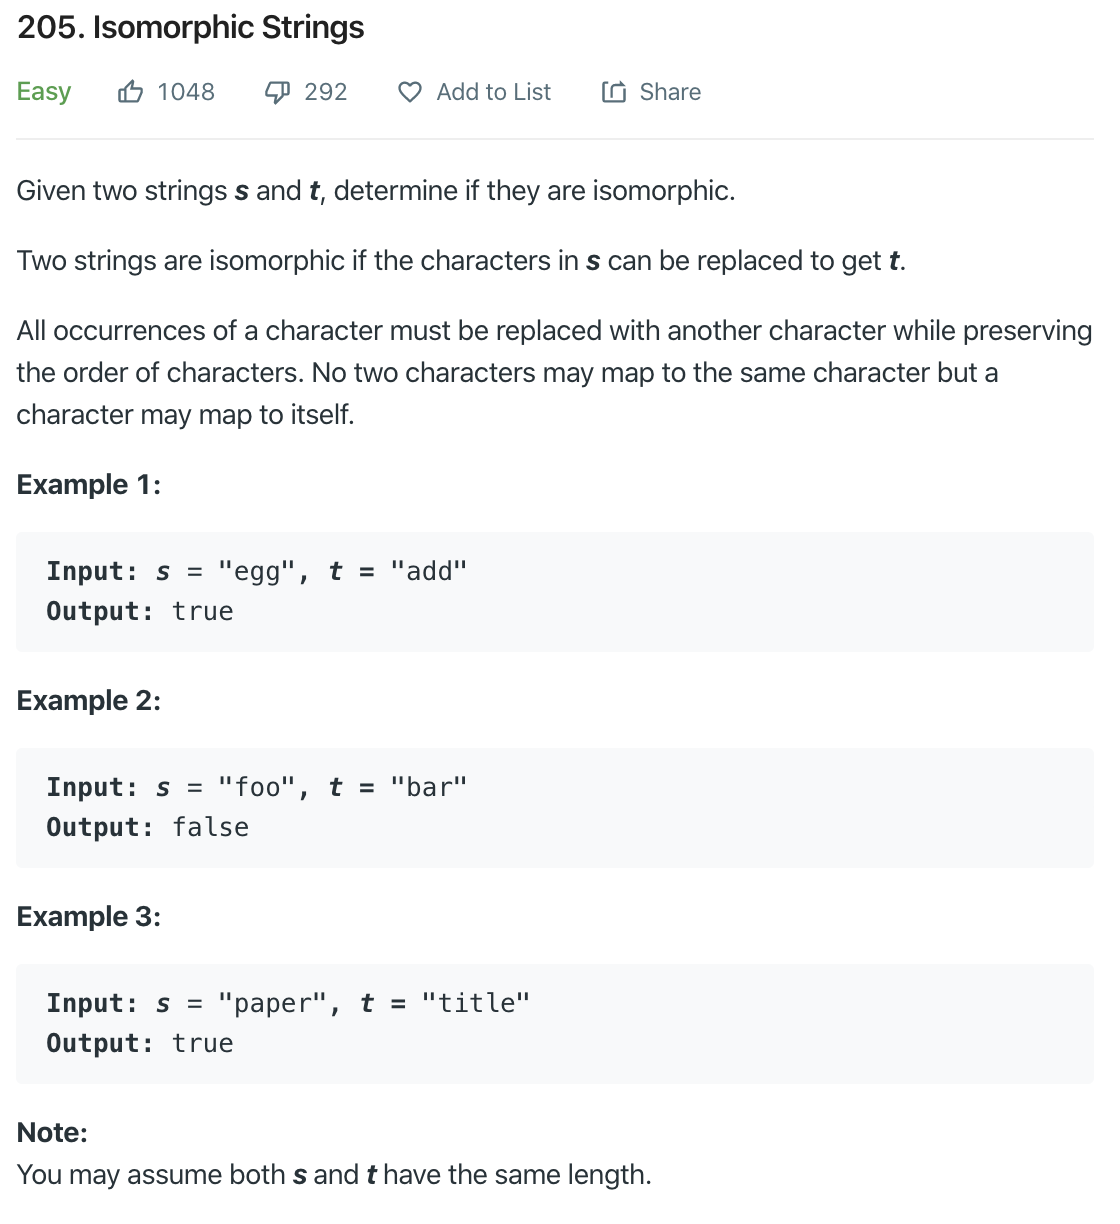 205. Isomorphic Strings
Easy 1048 292 Add to List Share
Given two strings s and t, determine if they are isomorphic.
Two strings are isomorphic if the characters in s can be replaced to get t.
All occurrences of a character must be replaced with another character while preserving
the order of characters. No two characters may map to the same character but a
character may map to itself.
Example 1:
Input: s = "egg", t = "add"
Output: true
Example 2:
Input: s = "foo", t = "bar"
Output: false
Example 3:
Input: s = "paper", t = "title"
Output: true
Note:
You may assume both s and t have the same length.